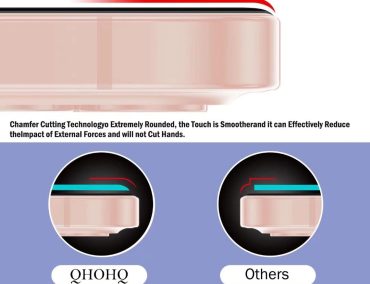 Chamfer Cutting Technologyo Extremely Rounded, the Touch is Smootherand it can Effectively Reduce
theImpact of External Forces and will not Cut Hands.
QHOHQ
Others